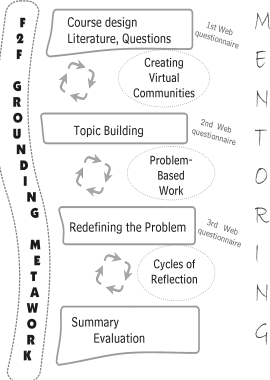 F2F GROUNDING METAWORK
Course design
Literature, Questions
1st Web
questionnaire
Creating
Virtual
Communities
Topic Building
2nd Web
questionnaire
Problem-
Based
Work
Redefining the Problem
3rd Web
questionnaire
Cycles of
Reflection
Summary
Evaluation
MENTORING